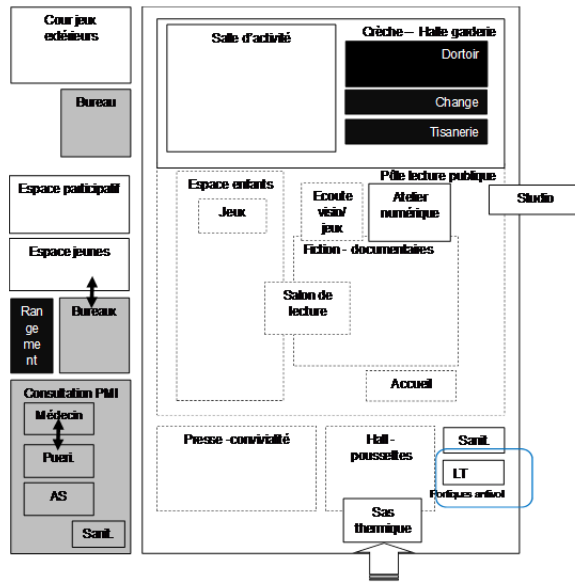 Cour jeux
extérieurs
Bureau
Espace participatif
Espace jeunes
Ran
ge
me
nt
Bureaux
Consultation PMI
Médecin
Pueri.
AS
Sanit.
Salle d'activité
Crèche – Halte garderie
Dortoir
Change
Tisanerie
Pôle lecture publique
Espace enfants
Jeux
Ecoute
visio/
jeux
Atelier
numérique
Studio
Fiction - documentaires
Salon de
lecture
Accueil
Presse -convivialité
Hall -
poussettes
Sanit.
LT
Portiques antivol
Sas
thermique